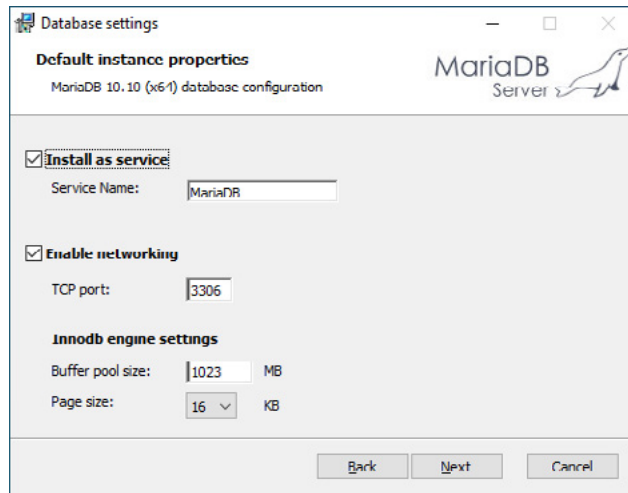 Database settings
Default instance properties
MariaDB 10.10 (x64) database configuration
MariaDB
Server
Install as service
Service Name: MariaDB
Enable networking
TCP port: 3306
Innodb engine settings
Buffer pool size: 1023 MB
Page size: 16 KB
Back Next Cancel